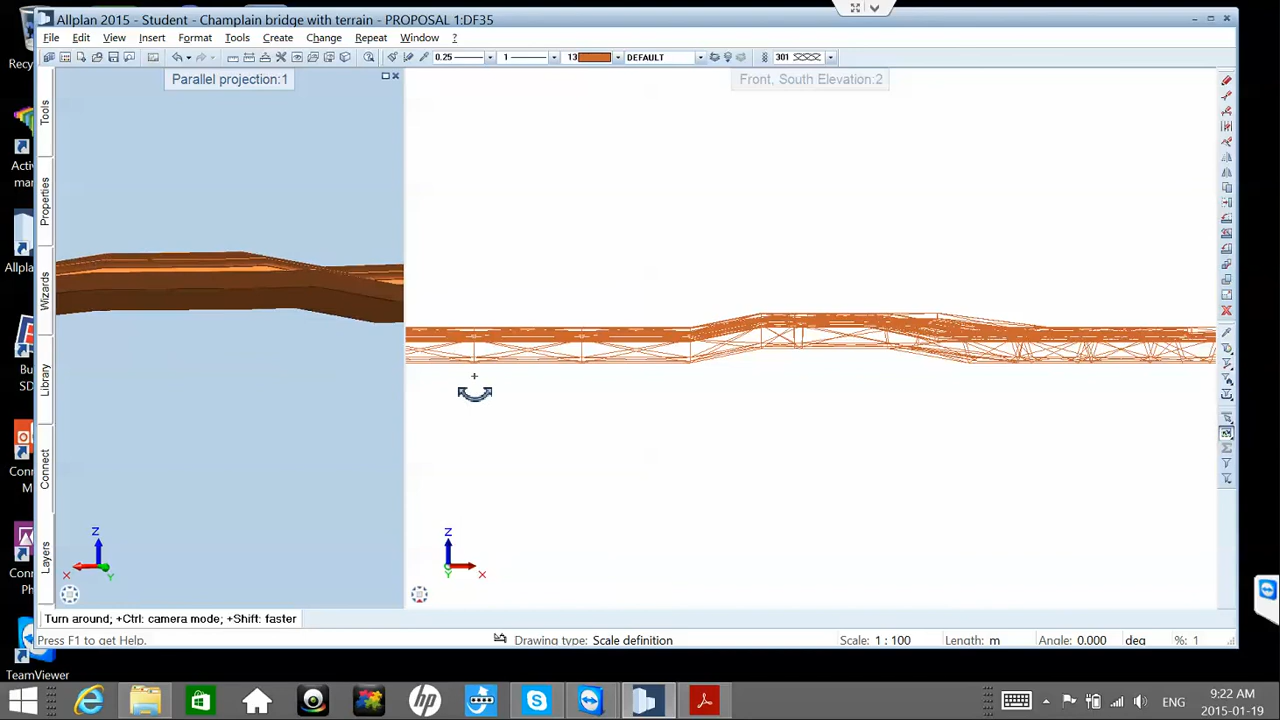 Allplan 2015 - Student - Champlain bridge with terrain - PROPOSAL 1:DF35
File Edit View Insert Format Tools Create Change Repeat Window ?
0.25 1 13 DEFAULT 301
Parallel projection:1
Front, South Elevation:2
Tools
Properties
Wizards
Library
Connect
Layers
Z
X
Y
Z
X
Y
Turn around; +Ctrl: camera mode; +Shift: faster
Press F1 to get Help.
Drawing type: Scale definition
Scale: 1 : 100
Length: m
Angle: 0.000
deg
%: 1
TeamViewer
hp
ENG
9:22 AM
2015-01-19